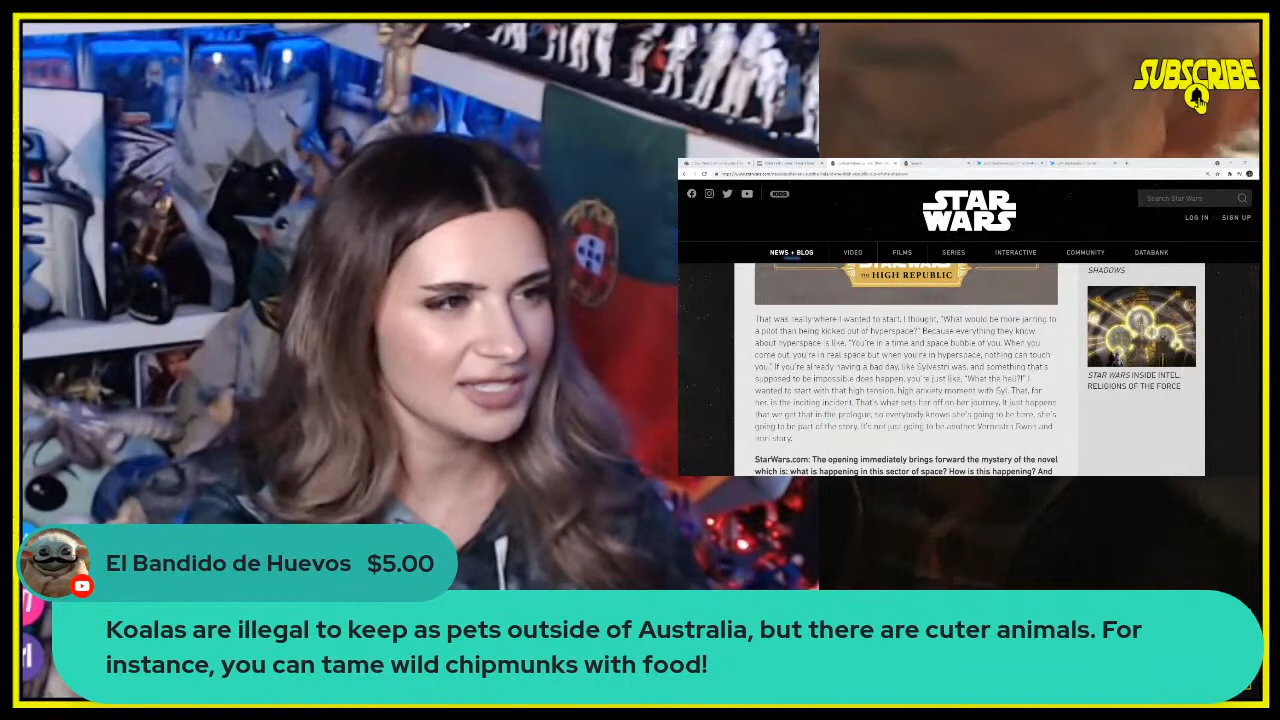 SUBSCRIBE
STAR
WARS
KIDS
Search Star Wars
LOG IN
SIGN UP
NEWS + BLOG
VIDEO
FILMS
SERIES
INTERACTIVE
COMMUNITY
DATABANK
THE HIGH REPUBLIC
SHADOWS
That was really where I wanted to start. I thought, "What would be more jarring to
a pilot than being kicked out of hyperspace?" Because everything they know
about hyperspace is like, "You're in a time and space bubble of you. When you
come out, you're in real space but when you're in hyperspace, nothing can touch
you." If you're already having a bad day, like Sylvestri was, and something that's
supposed to be impossible does happen, you're just like, "What the hell?!" I
wanted to start with that high tension, high anxiety moment with Syl. That, for
her, is the inciting incident. That's what sets her off on her journey. It just happens
that we get that in the prologue, so everybody knows she's going to be here, she's
going to be part of the story. It's not just going to be another Vernestra Rwoh and
Imri story.
STAR WARS INSIDE INTEL:
RELIGIONS OF THE FORCE
StarWars.com: The opening immediately brings forward the mystery of the novel
which is: what is happening in this sector of space? How is this happening? And
El Bandido de Huevos $5.00
Koalas are illegal to keep as pets outside of Australia, but there are cuter animals. For
instance, you can tame wild chipmunks with food!